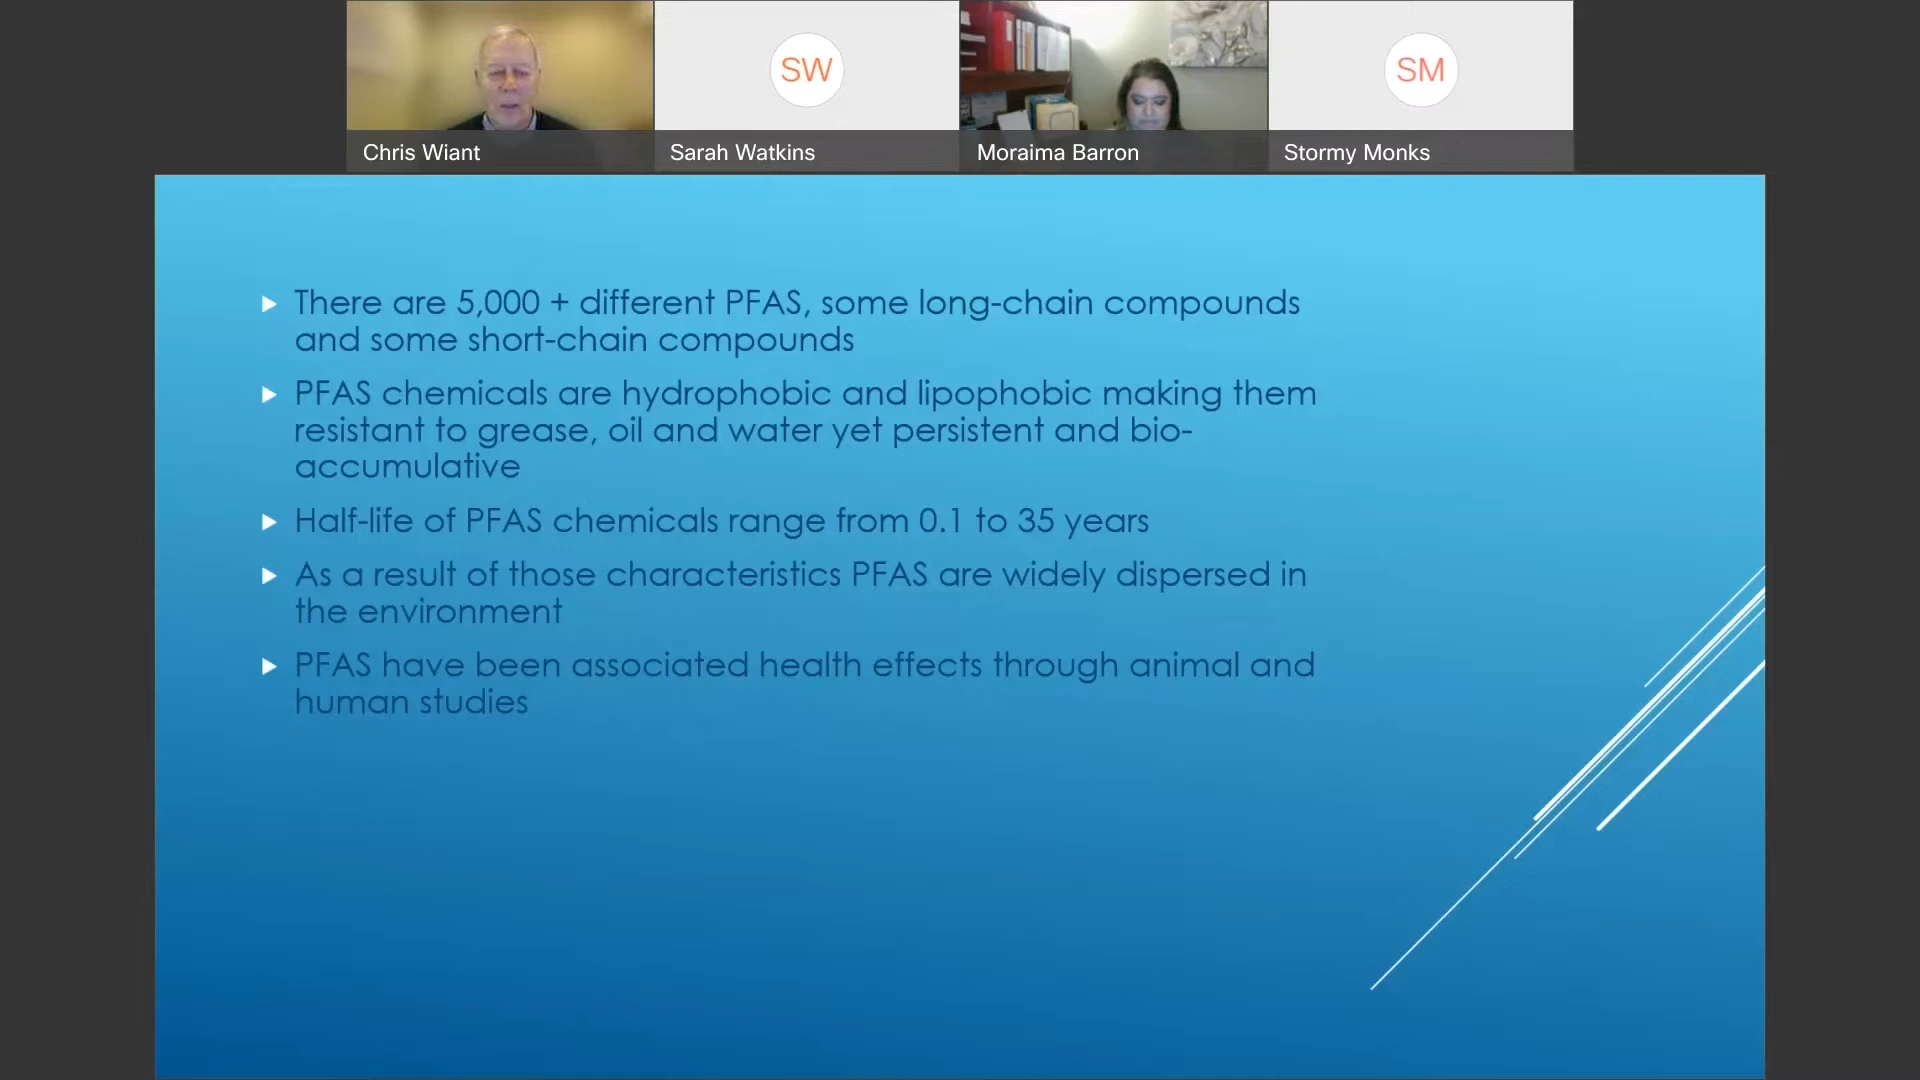 SW
SM
Chris Wiant
Sarah Watkins
Moraima Barron
Stormy Monks
There are 5,000 + different PFAS, some long-chain compounds
and some short-chain compounds
PFAS chemicals are hydrophobic and lipophobic making them
resistant to grease, oil and water yet persistent and bio-
accumulative
Half-life of PFAS chemicals range from 0.1 to 35 years
As a result of those characteristics PFAS are widely dispersed in
the environment
PFAS have been associated health effects through animal and
human studies